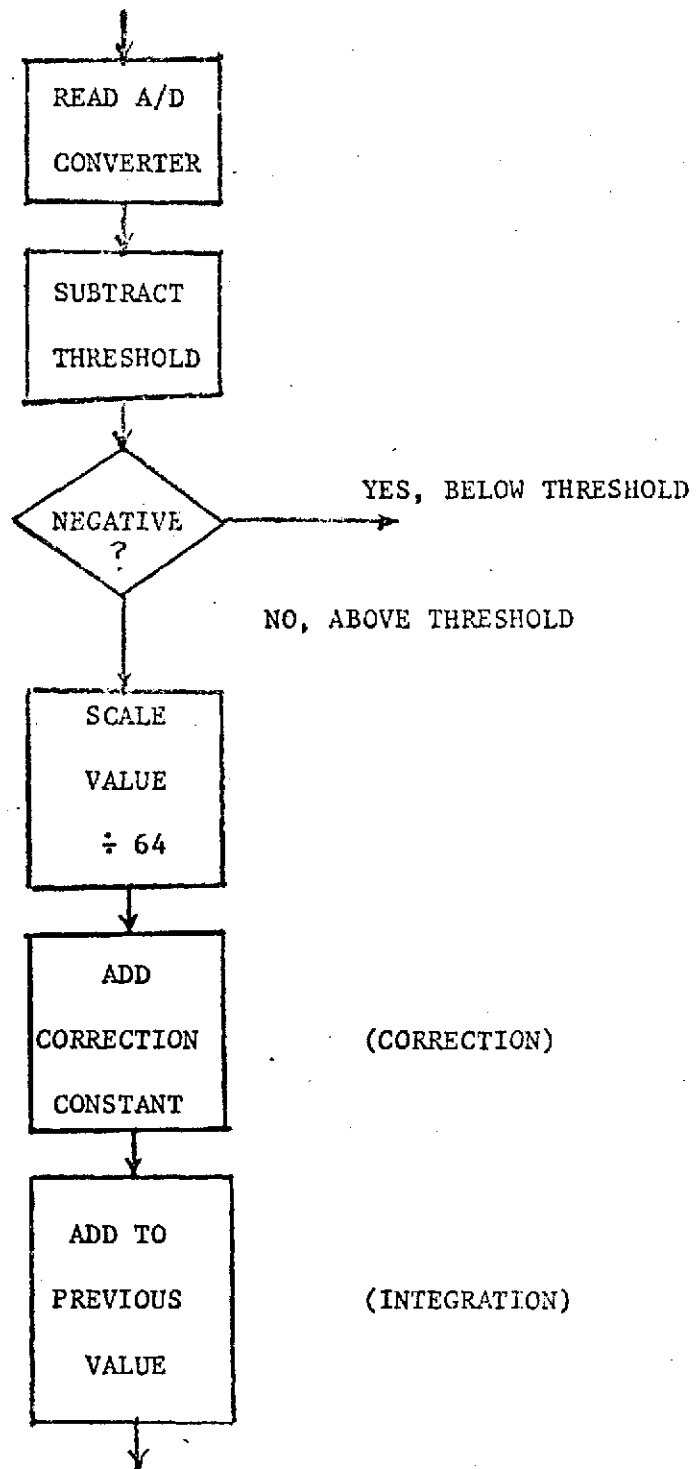 READ A/D
CONVERTER
SUBTRACT
THRESHOLD
NEGATIVE
?
YES, BELOW THRESHOLD
NO, ABOVE THRESHOLD
SCALE
VALUE
÷ 64
ADD
CORRECTION
CONSTANT
(CORRECTION)
ADD TO
PREVIOUS
VALUE
(INTEGRATION)